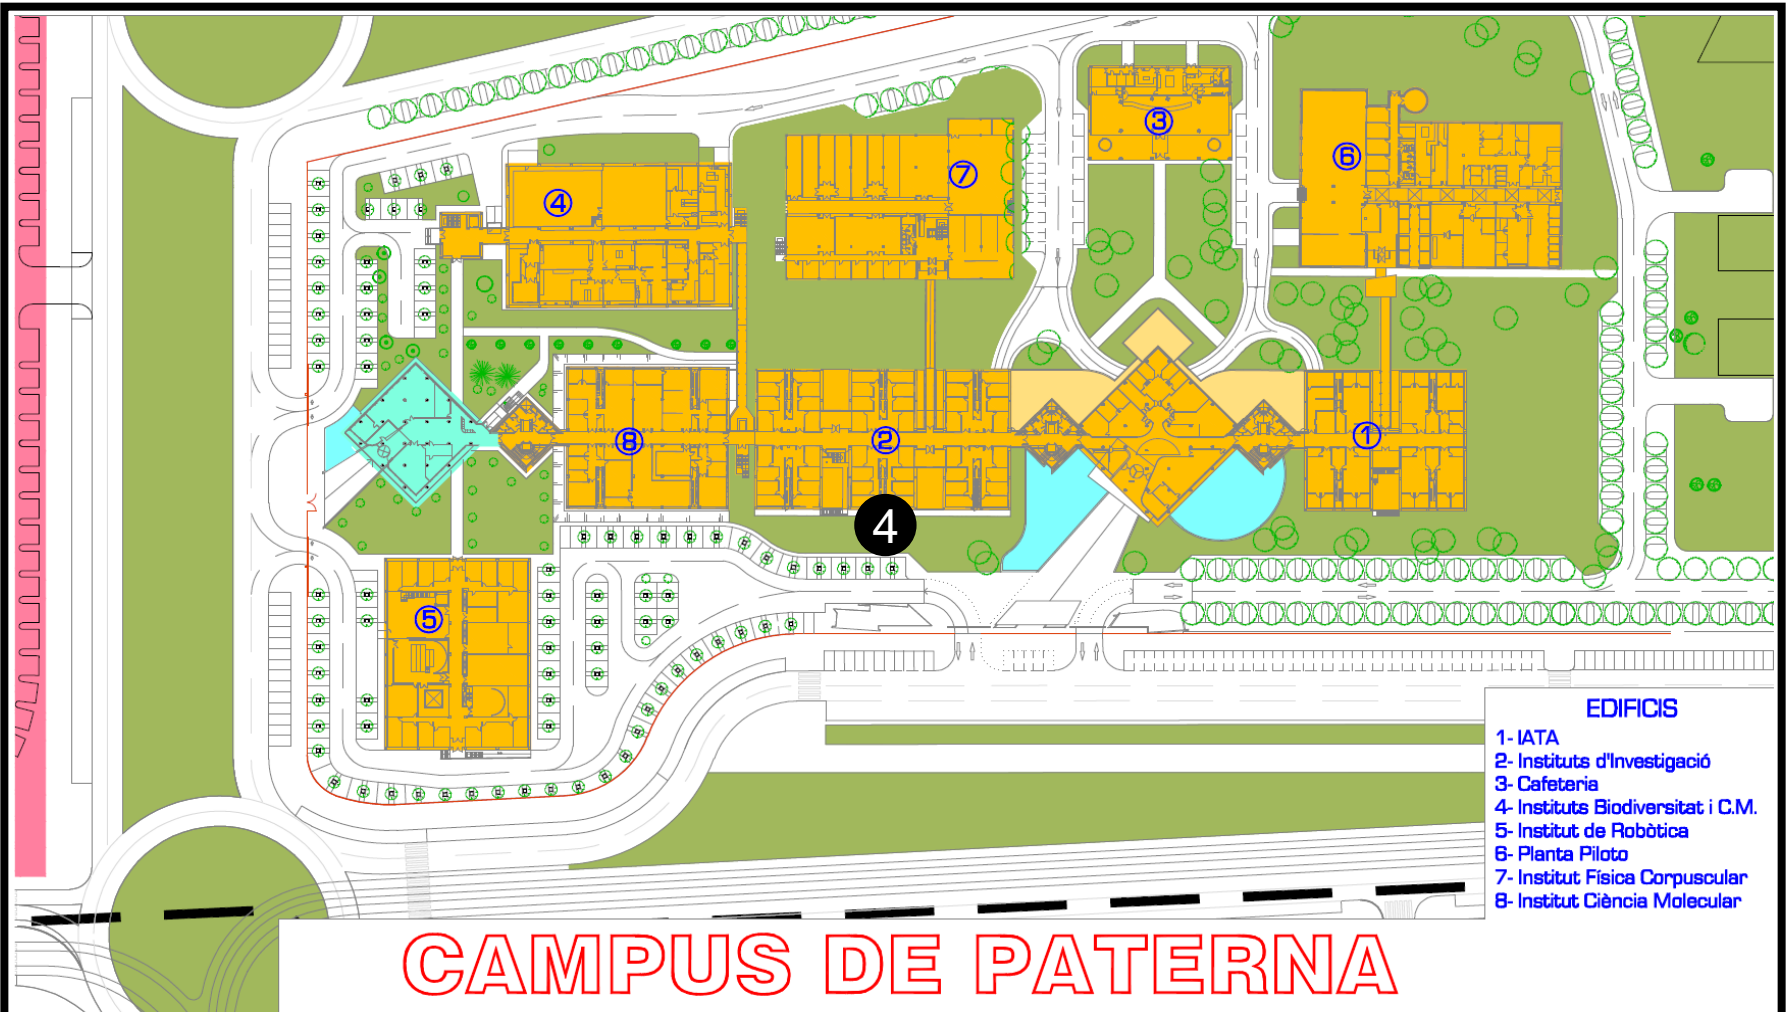 3
6
7
4
8
2
1
4
5
EDIFICIS
1- IATA
2- Instituts d'Investigació
3- Cafeteria
4- Instituts Biodiversitat i C.M.
5- Institut de Robòtica
6- Planta Piloto
7- Institut Física Corpuscular
8- Institut Ciència Molecular
CAMPUS DE PATERNA